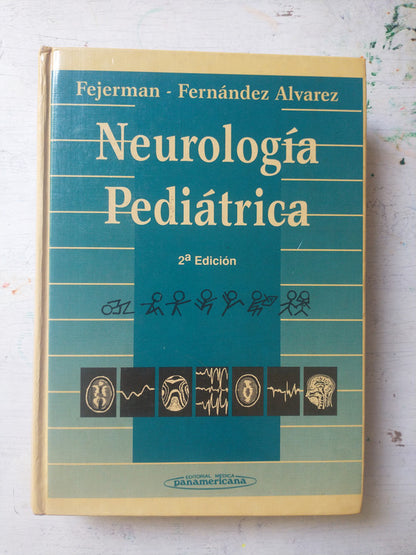 Fejerman - Fernández Alvarez
Neurología
Pediátrica
2ª Edición
EDITORIAL MEDICA
panamericana